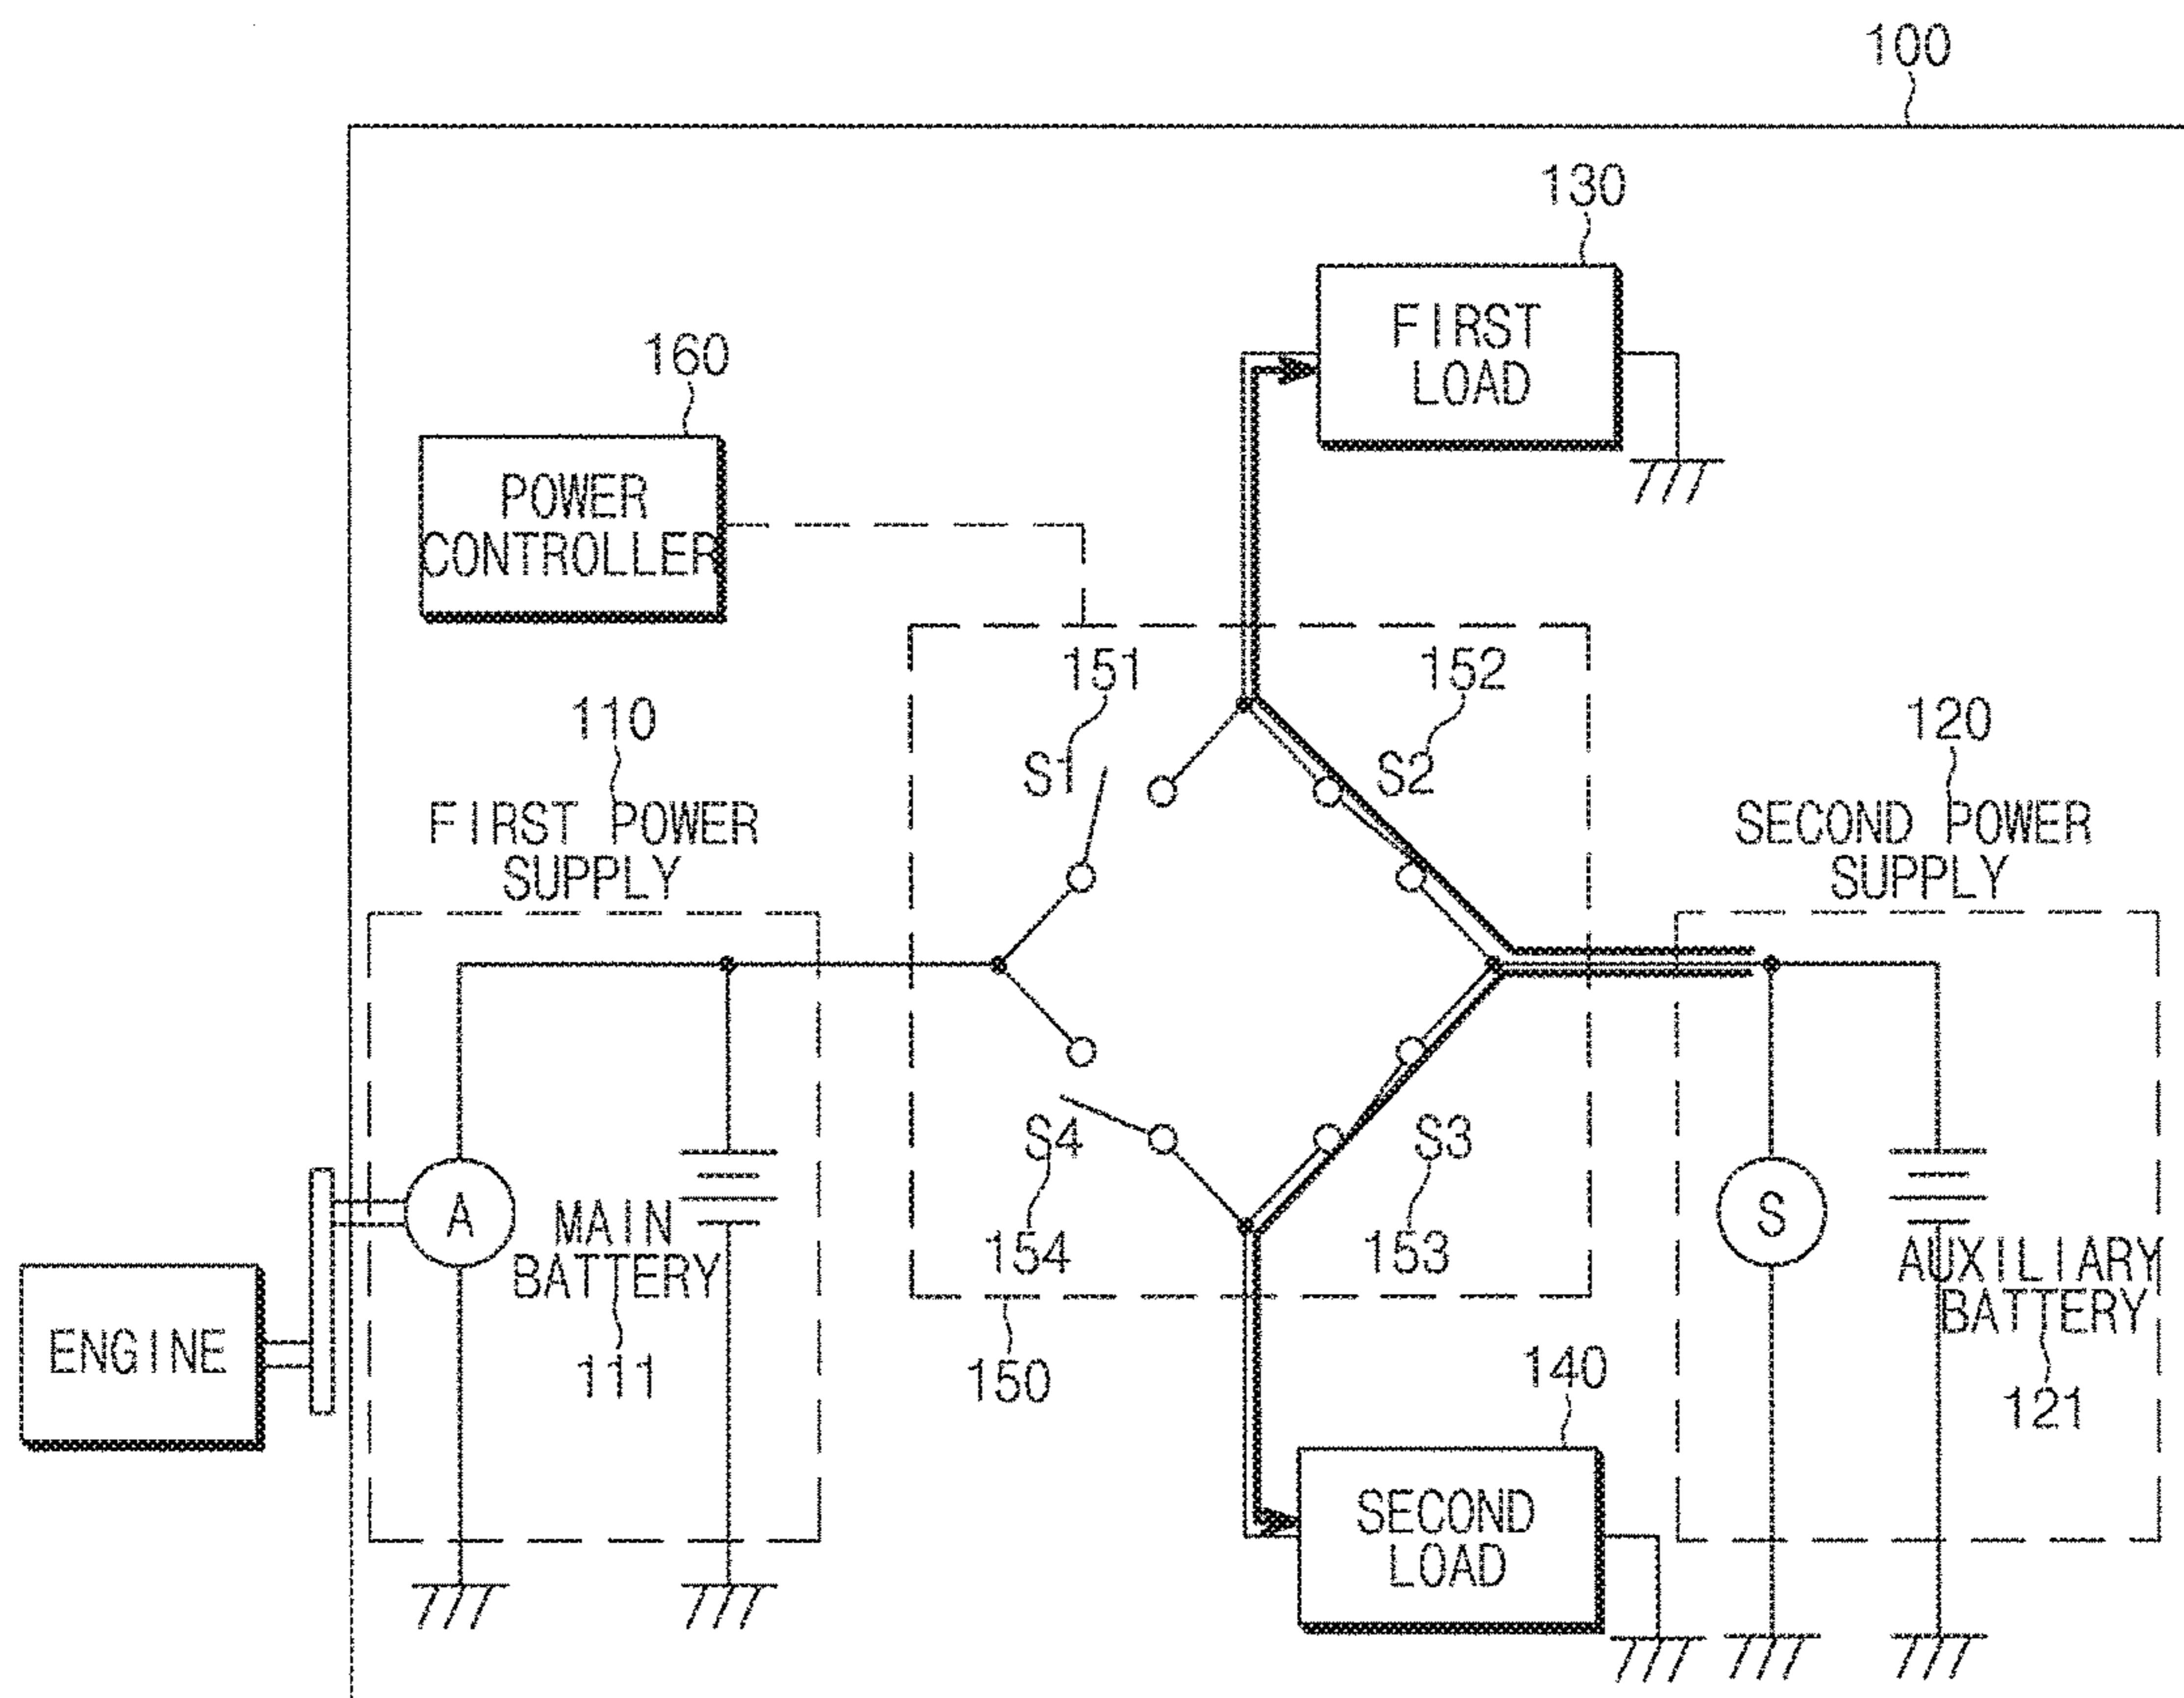 100
130
FIRST
LOAD
160
POWER
CONTROLLER
151
152
S1
S2
110
FIRST POWER
SUPPLY
120
SECOND POWER
SUPPLY
A
MAIN
BATTERY
111
S4
S3
154
153
150
S
AUXILIARY
BATTERY
121
ENGINE
140
SECOND
LOAD